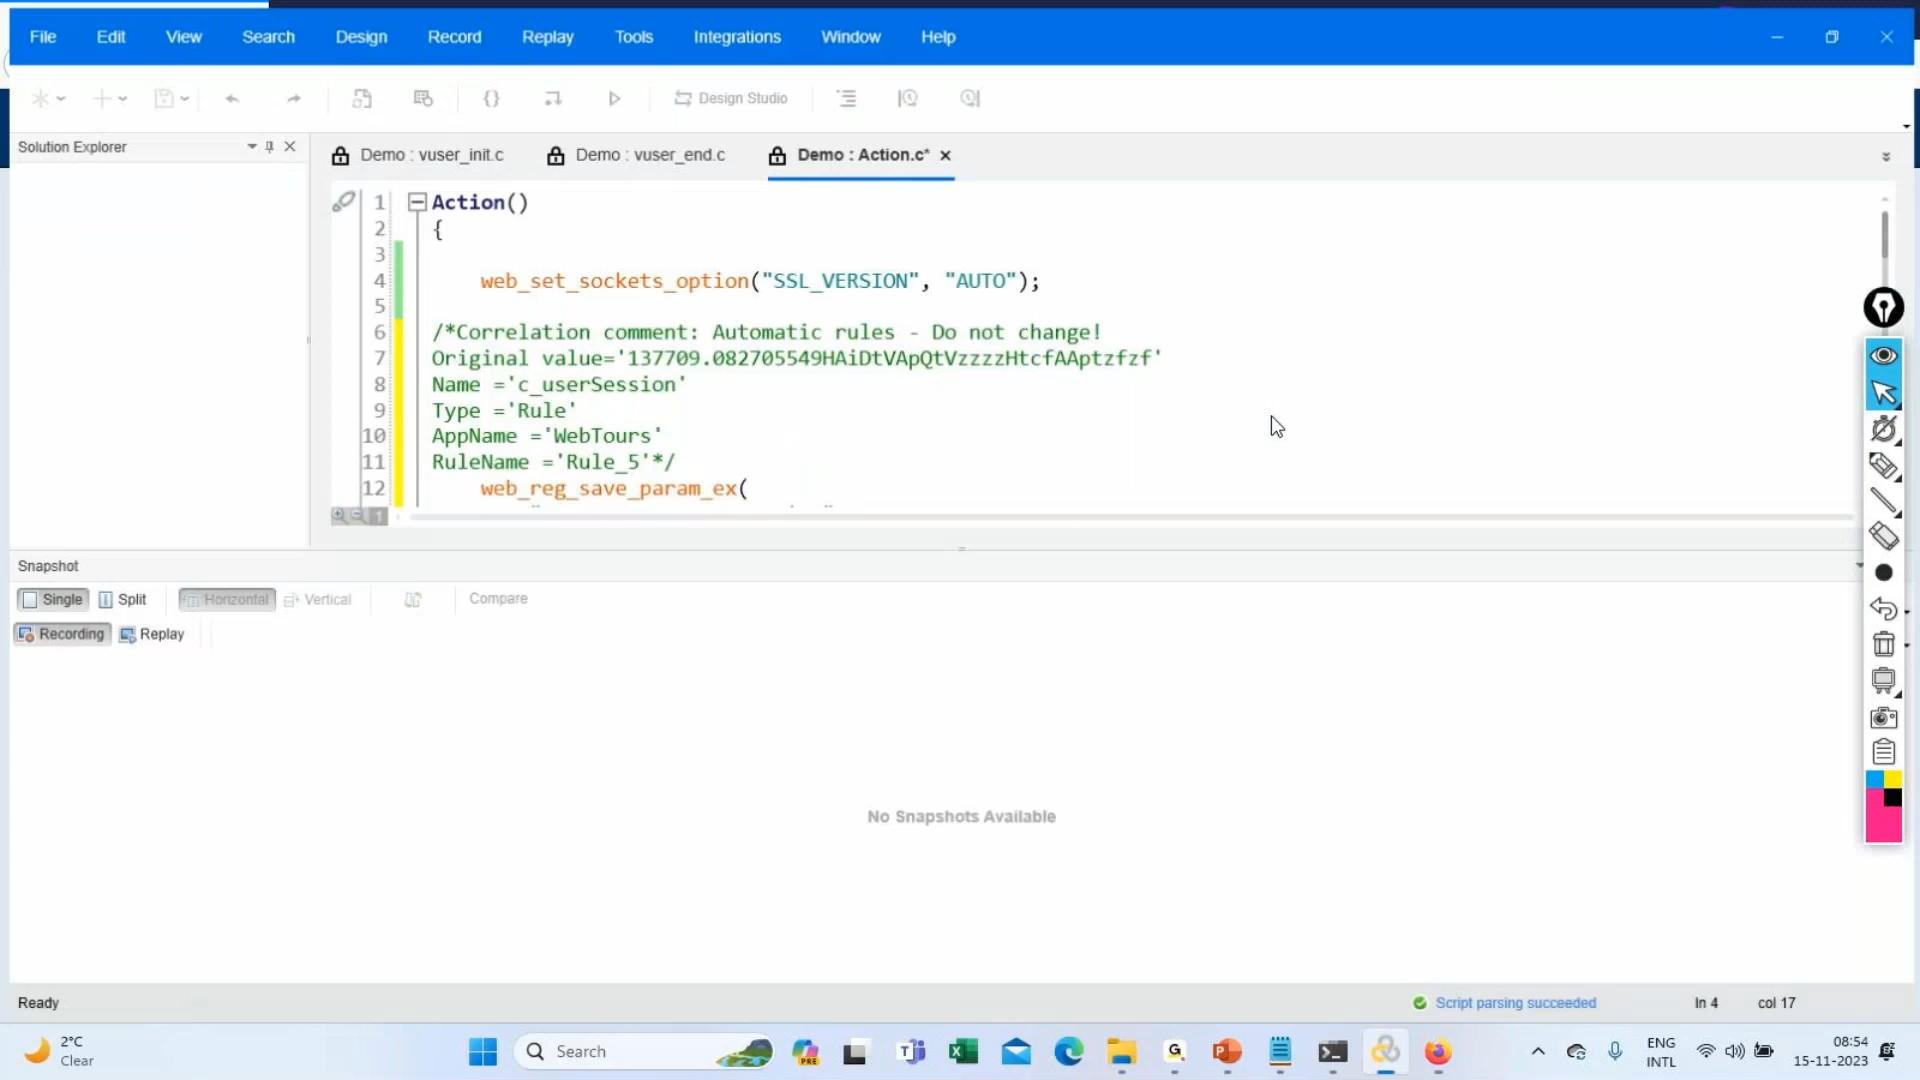 File Edit View Search Design Record Replay Tools Integrations Window Help
Design Studio
Solution Explorer
Demo : vuser_init.c Demo : vuser_end.c Demo : Action.c*
1 Action()
2 {
3
4 web_set_sockets_option("SSL_VERSION", "AUTO");
5
6 /*Correlation comment: Automatic rules - Do not change!
7 Original value='137709.082705549HAiDtVApQtVzzzzHtcfAAptzfzf'
8 Name ='c_userSession'
9 Type ='Rule'
10 AppName ='WebTours'
11 RuleName ='Rule_5'*/
12 web_reg_save_param_ex(
1
Snapshot
Single Split Horizontal Vertical Compare
Recording Replay
No Snapshots Available
Ready Script parsing succeeded ln 4 col 17
2°C
Clear
Search
PRE
ENG
INTL
08:54
15-11-2023